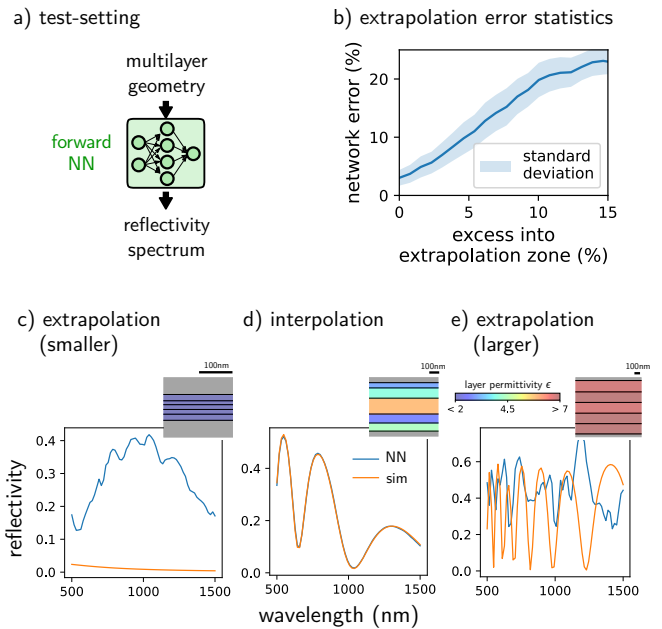 a) test-setting
multilayer
geometry
forward
NN
reflectivity
spectrum
b) extrapolation error statistics
network error (%)
20
10
0
standard
deviation
0 5 10 15
excess into
extrapolation zone (%)
c) extrapolation
(smaller)
100nm
reflectivity
0.4
0.3
0.2
0.1
0.0
500 1000 1500
d) interpolation
100nm
0.4
0.2
0.0
NN
sim
500 1000 1500
wavelength (nm)
e) extrapolation
(larger)
100nm
layer permittivity ϵ
< 2 4.5 > 7
0.6
0.4
0.2
0.0
500 1000 1500